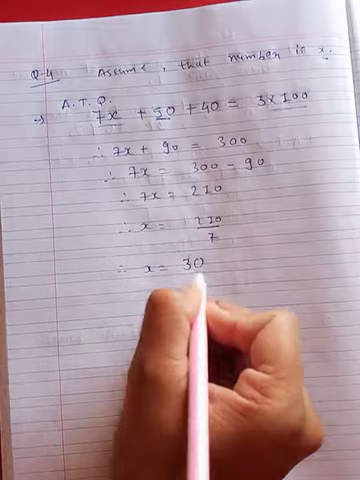 Q-4 Assume, that number is x.
A.T.Q.
→ 7x + 50 + 40 = 3×100
∴ 7x + 90 = 300
∴ 7x = 300 - 90
∴ 7x = 210
∴ x = 210/7
∴ x = 30